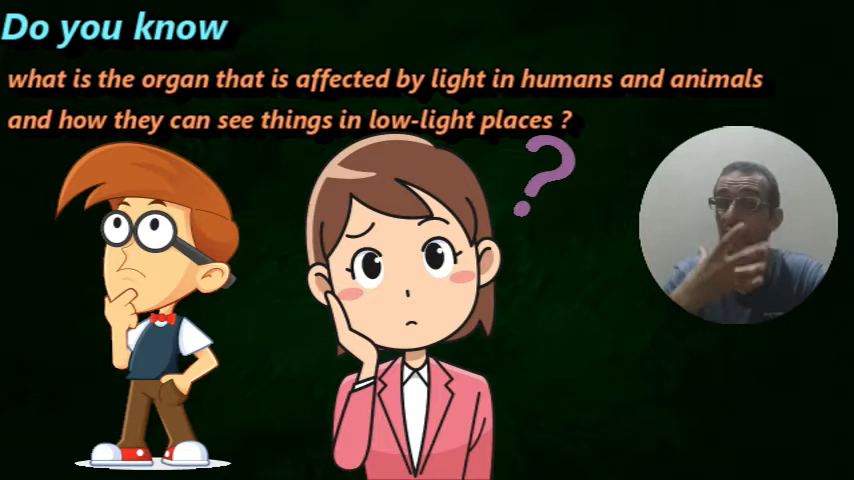 Do you know
what is the organ that is affected by light in humans and animals
and how they can see things in low-light places ?
?